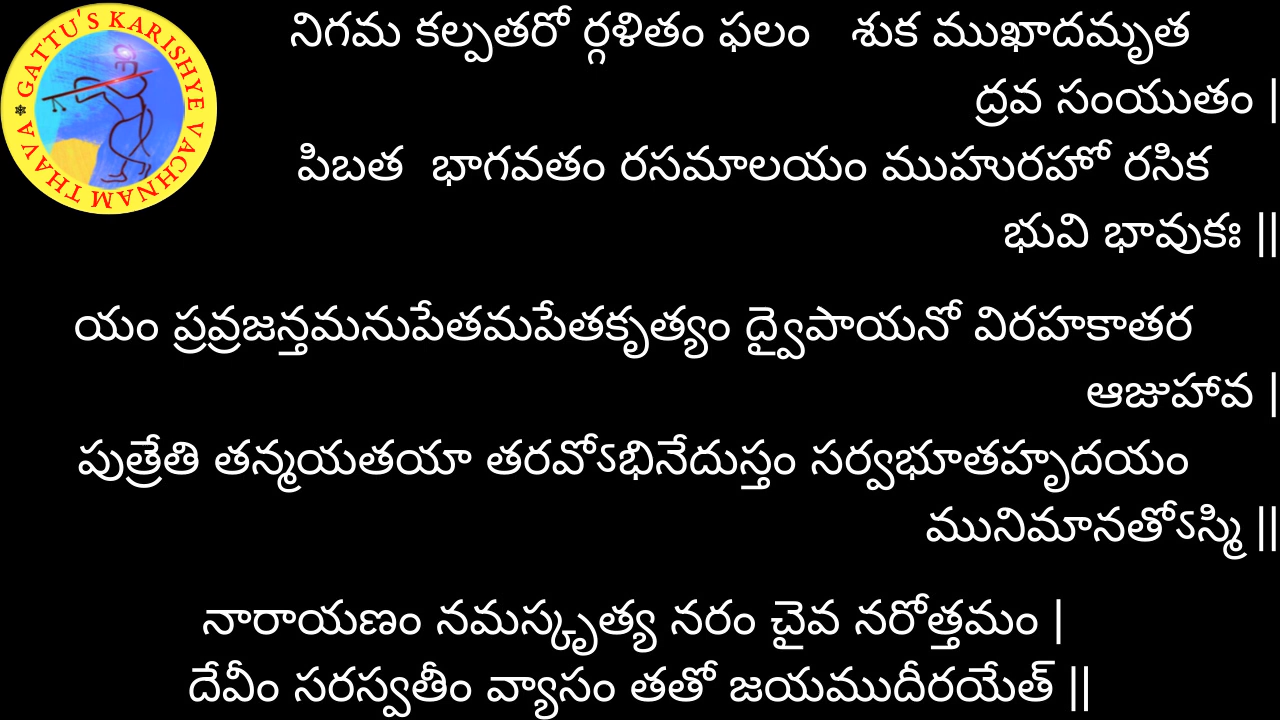 GATTU'S KARISHYE VACHNAM THAVA
నిగమ కల్పతరో ర్గళితం ఫలం శుక ముఖాదమృత
ద్రవ సంయుతం |
పిబత భాగవతం రసమాలయం ముహురహో రసిక
భువి భావుకః ||
యం ప్రవ్రజన్తమనుపేతమపేతకృత్యం ద్వైపాయనో విరహకాతర
ఆజుహావ |
పుత్రేతి తన్మయతయా తరవోఽభినేదుస్తం సర్వభూతహృదయం
మునిమానతోఽస్మి ||
నారాయణం నమస్కృత్య నరం చైవ నరోత్తమం |
దేవీం సరస్వతీం వ్యాసం తతో జయముదీరయేత్ ||